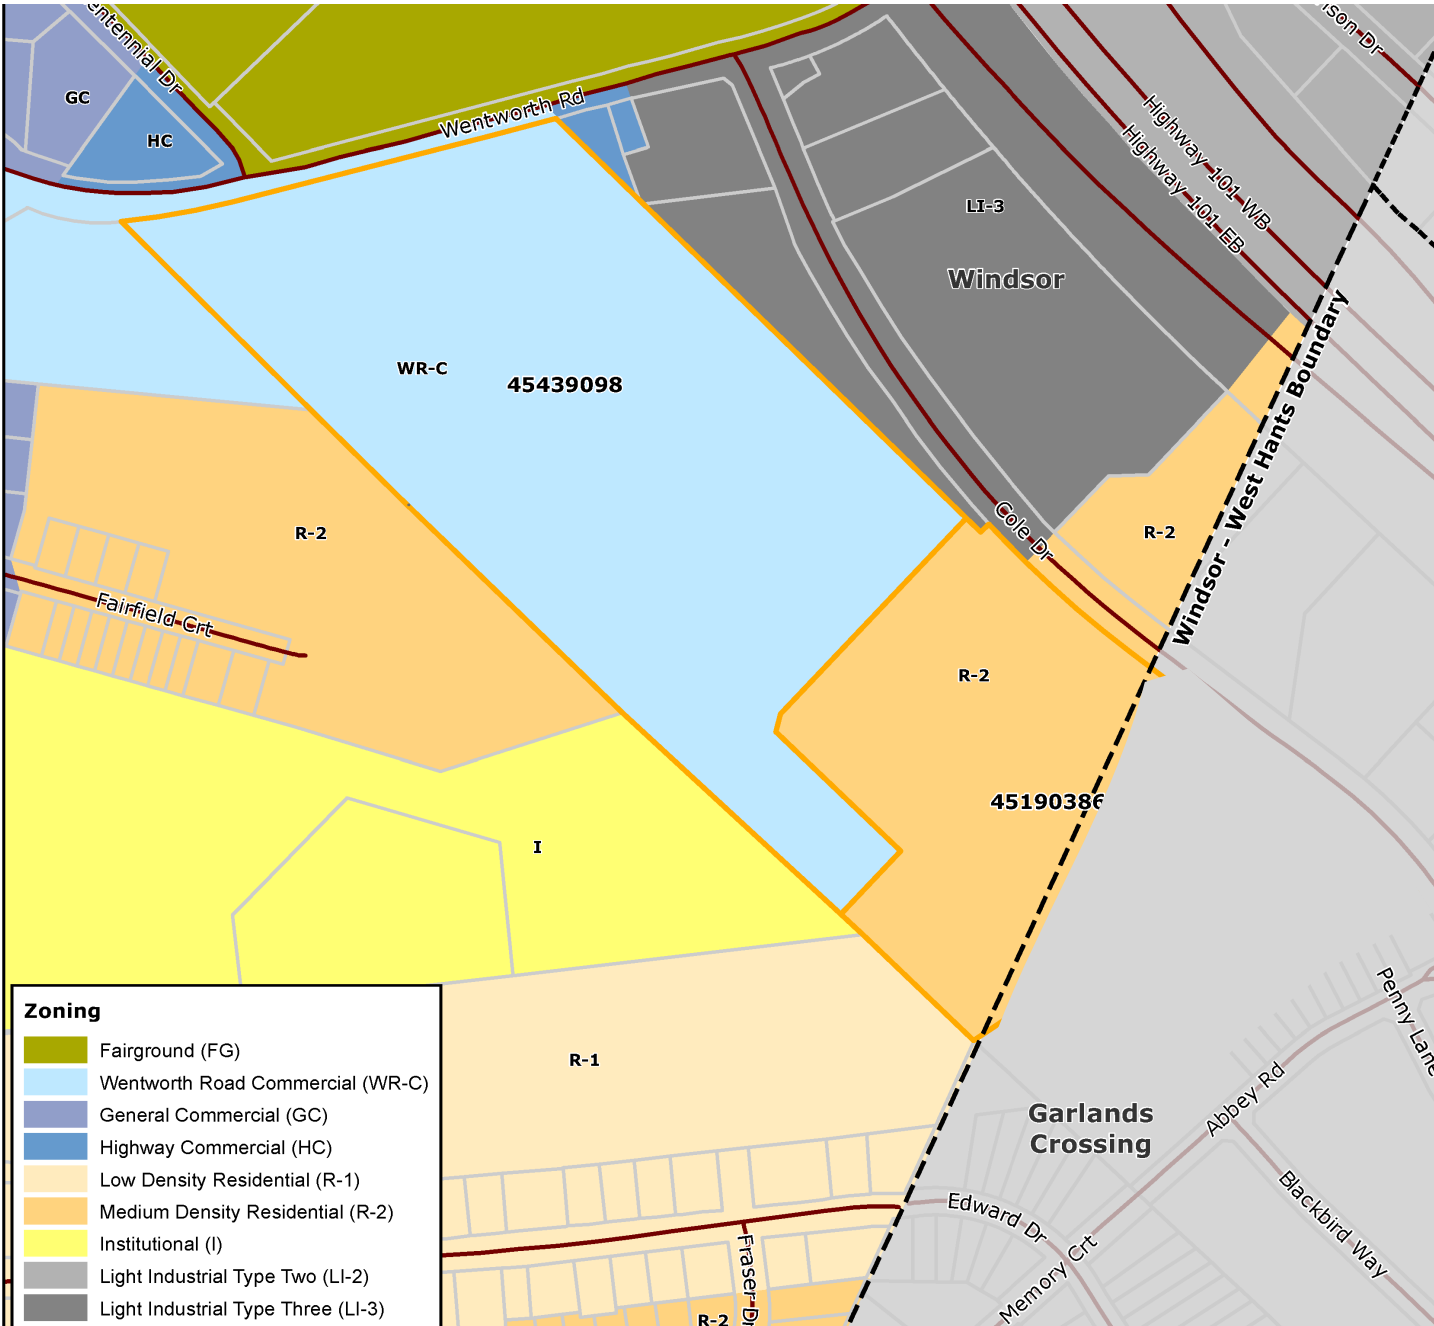 Wentworth Rd
GC
HC
Highway 101 WB
Highway 101 EB
LI-3
Windsor
WR-C
45439098
Windsor - West Hants Boundary
R-2
Cole Dr
R-2
Fairfield Crt
R-2
45190386
I
Zoning
Fairground (FG)
Wentworth Road Commercial (WR-C)
General Commercial (GC)
Highway Commercial (HC)
Low Density Residential (R-1)
Medium Density Residential (R-2)
Institutional (I)
Light Industrial Type Two (LI-2)
Light Industrial Type Three (LI-3)
R-1
Garlands
Crossing
Abbey Rd
Penny Lane
Blackbird Way
Edward Dr
Memory Crt
Fraser Dr
R-2